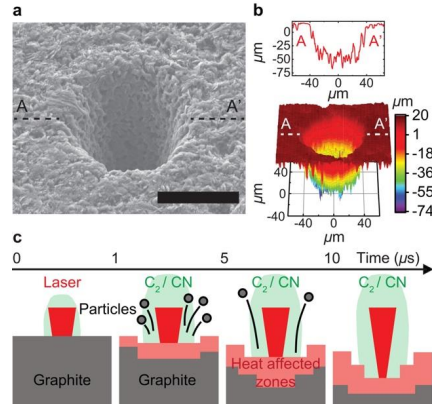 a
A
A'
b
0
-25
-50
-75
µm
A
A'
-40 0 40
µm
A
A'
40
0
-40
µm
-40 0 40
µm
µm
20
1
-18
-36
-55
-74
c
0 1 5 10 Time (µs)
Laser
C2 / CN
C2 / CN
C2 / CN
Particles
Heat affected
zones
Graphite
Graphite